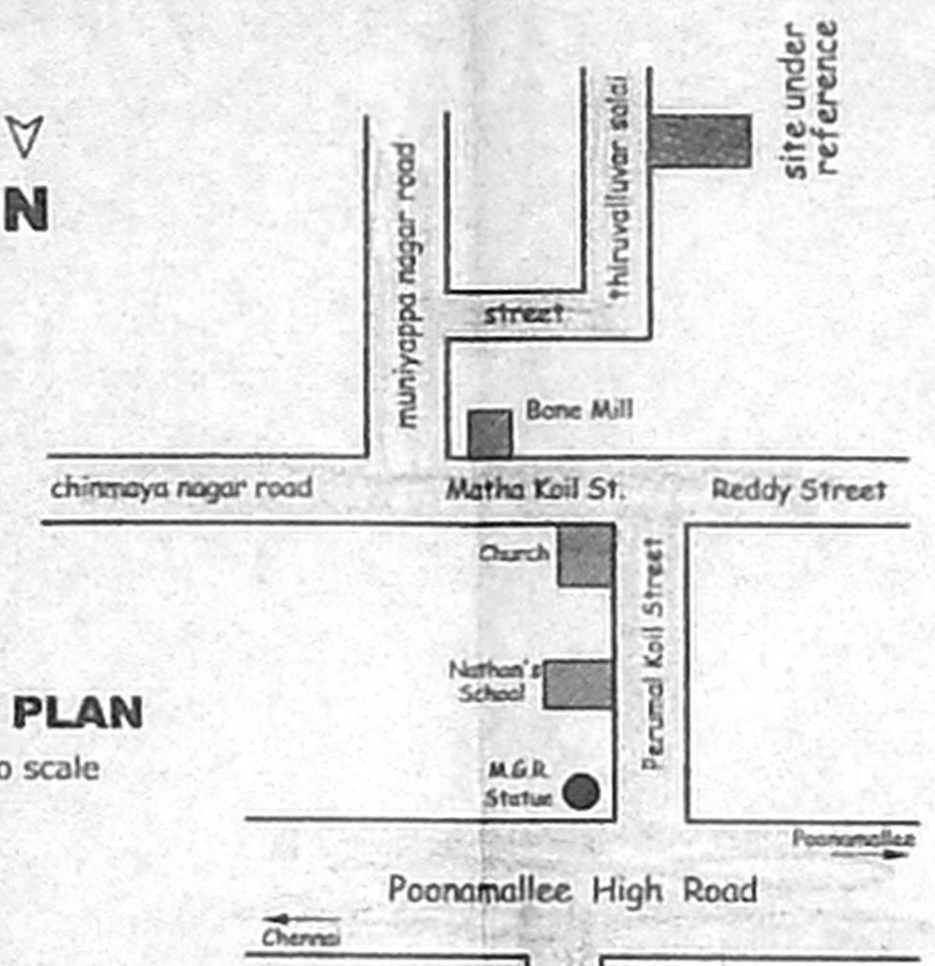 site under
reference
thiruvalluvar salai
muniyappa nagar road
N
street
Bone Mill
chinmaya nagar road
Matha Koil St.
Reddy Street
Church
Perumal Koil Street
Nathan's
School
PLAN
o scale
M.G.R.
Statue
Poonamallee
Poonamallee High Road
Chennai